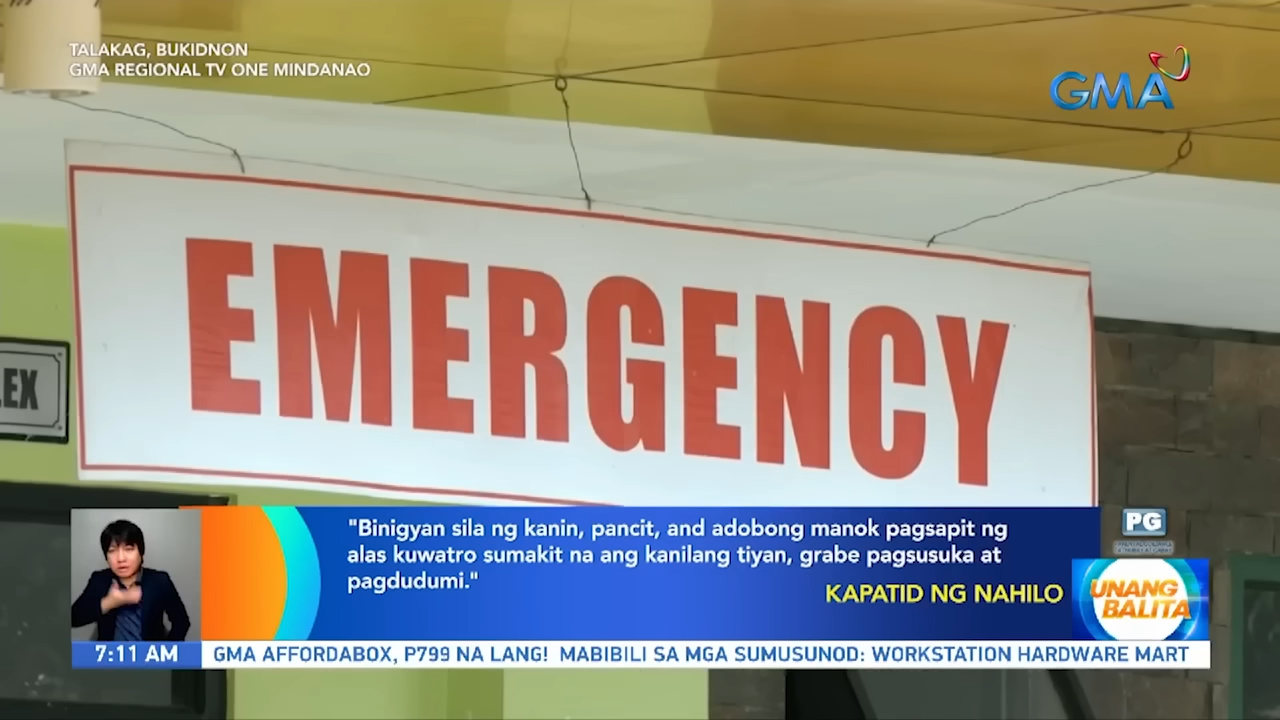 TALAKAG, BUKIDNON
GMA REGIONAL TV ONE MINDANAO
GMA
EMERGENCY
LEX
"Binigyan sila ng kanin, pancit, and adobong manok pagsapit ng
alas kuwatro sumakit na ang kanilang tiyan, grabe pagsusuka at
pagdudumi."
KAPATID NG NAHILO
PG
UNANG
BALITA
7:11 AM
GMA AFFORDABOX, P799 NA LANG! MABIBILI SA MGA SUMUSUNOD: WORKSTATION HARDWARE MART